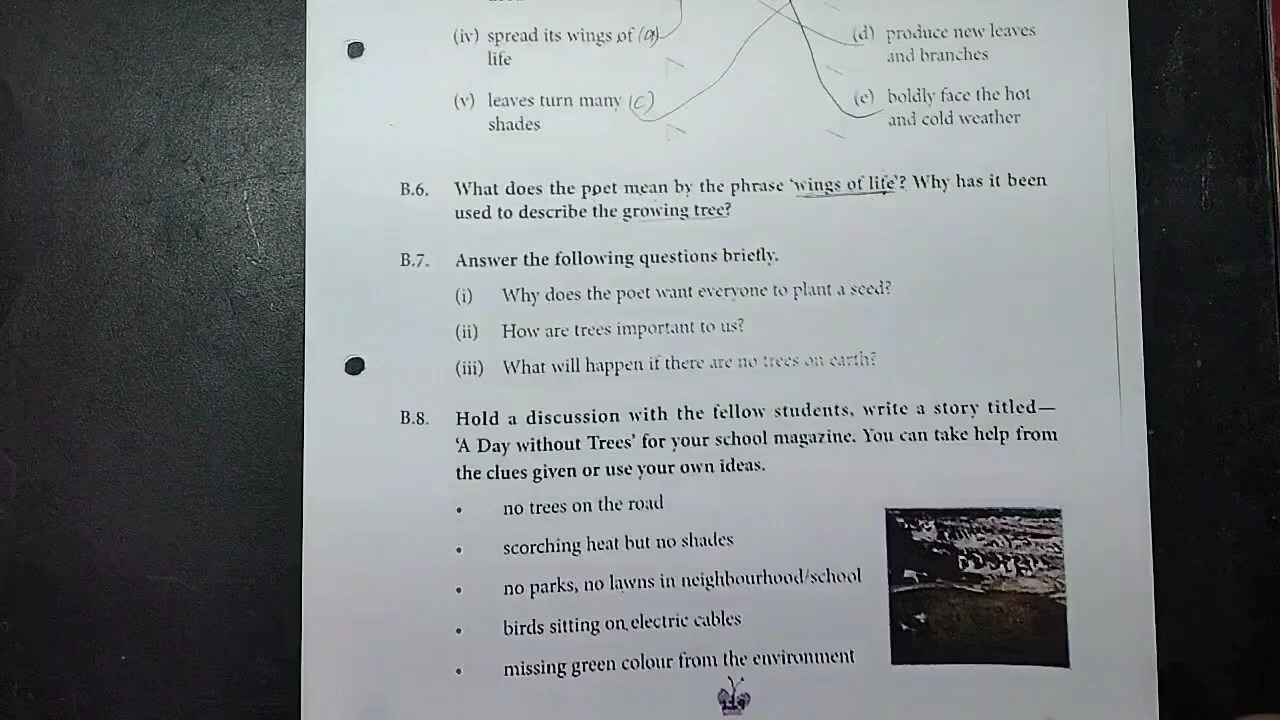 (iv) spread its wings of (a)
life
(d) produce new leaves
and branches
(v) leaves turn many (c)
shades
(e) boldly face the hot
and cold weather
B.6. What does the poet mean by the phrase 'wings of life'? Why has it been
used to describe the growing tree?
B.7. Answer the following questions briefly.
(i) Why does the poet want everyone to plant a seed?
(ii) How are trees important to us?
(iii) What will happen if there are no trees on earth?
B.8. Hold a discussion with the fellow students, write a story titled—
'A Day without Trees' for your school magazine. You can take help from
the clues given or use your own ideas.
• no trees on the road
• scorching heat but no shades
• no parks, no lawns in neighbourhood/school
• birds sitting on electric cables
• missing green colour from the environment